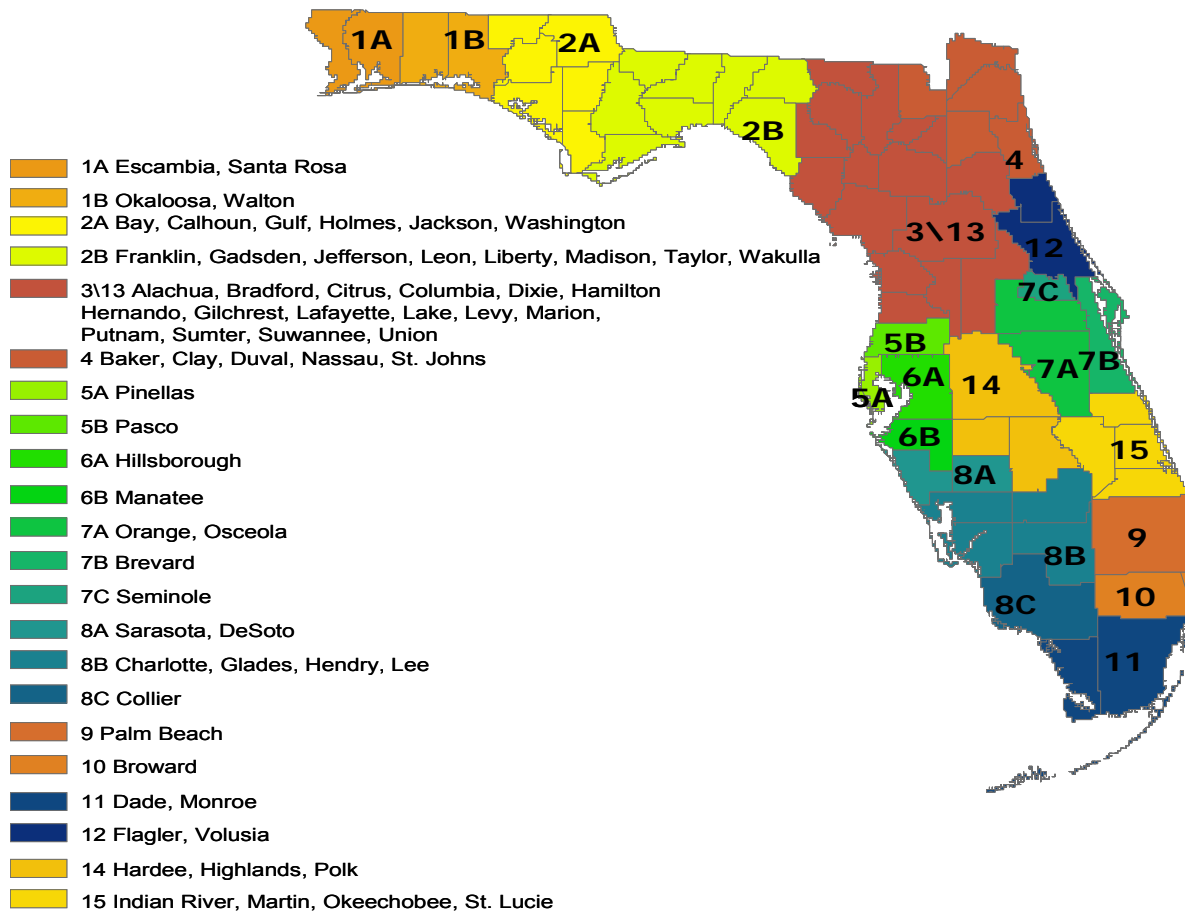 1A
1B
2A
2B
4
3\13
12
7C
5B
7B
7A
6A
14
5A
6B
15
8A
9
8B
10
8C
11
1A Escambia, Santa Rosa
1B Okaloosa, Walton
2A Bay, Calhoun, Gulf, Holmes, Jackson, Washington
2B Franklin, Gadsden, Jefferson, Leon, Liberty, Madison, Taylor, Wakulla
3\13 Alachua, Bradford, Citrus, Columbia, Dixie, Hamilton
Hernando, Gilchrest, Lafayette, Lake, Levy, Marion,
Putnam, Sumter, Suwannee, Union
4 Baker, Clay, Duval, Nassau, St. Johns
5A Pinellas
5B Pasco
6A Hillsborough
6B Manatee
7A Orange, Osceola
7B Brevard
7C Seminole
8A Sarasota, DeSoto
8B Charlotte, Glades, Hendry, Lee
8C Collier
9 Palm Beach
10 Broward
11 Dade, Monroe
12 Flagler, Volusia
14 Hardee, Highlands, Polk
15 Indian River, Martin, Okeechobee, St. Lucie